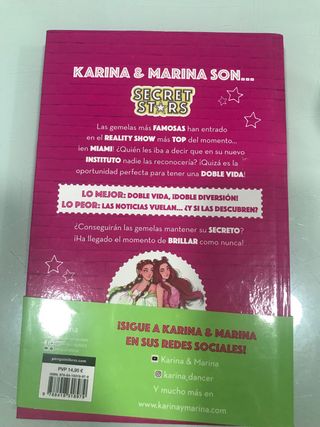 KARINA & MARINA SON...
SECRET
STARS
Las gemelas más FAMOSAS han entrado
en el REALITY SHOW más TOP del momento...
¡en MIAMI! ¿Quién les iba a decir que en su nuevo
INSTITUTO nadie las reconocería? ¡Quizá es la
oportunidad perfecta para tener una DOBLE VIDA!
LO MEJOR: DOBLE VIDA, ¡DOBLE DIVERSIÓN!
LO PEOR: LAS NOTICIAS VUELAN... ¿Y SI LAS DESCUBREN?
¿Conseguirán las gemelas mantener su SECRETO?
¡Ha llegado el momento de BRILLAR como nunca!
¡SIGUE A KARINA & MARINA
EN SUS REDES SOCIALES!
Karina & Marina
karina_dancer
Y mucho más en
www.karinaymarina.com
PVP 14,95 €